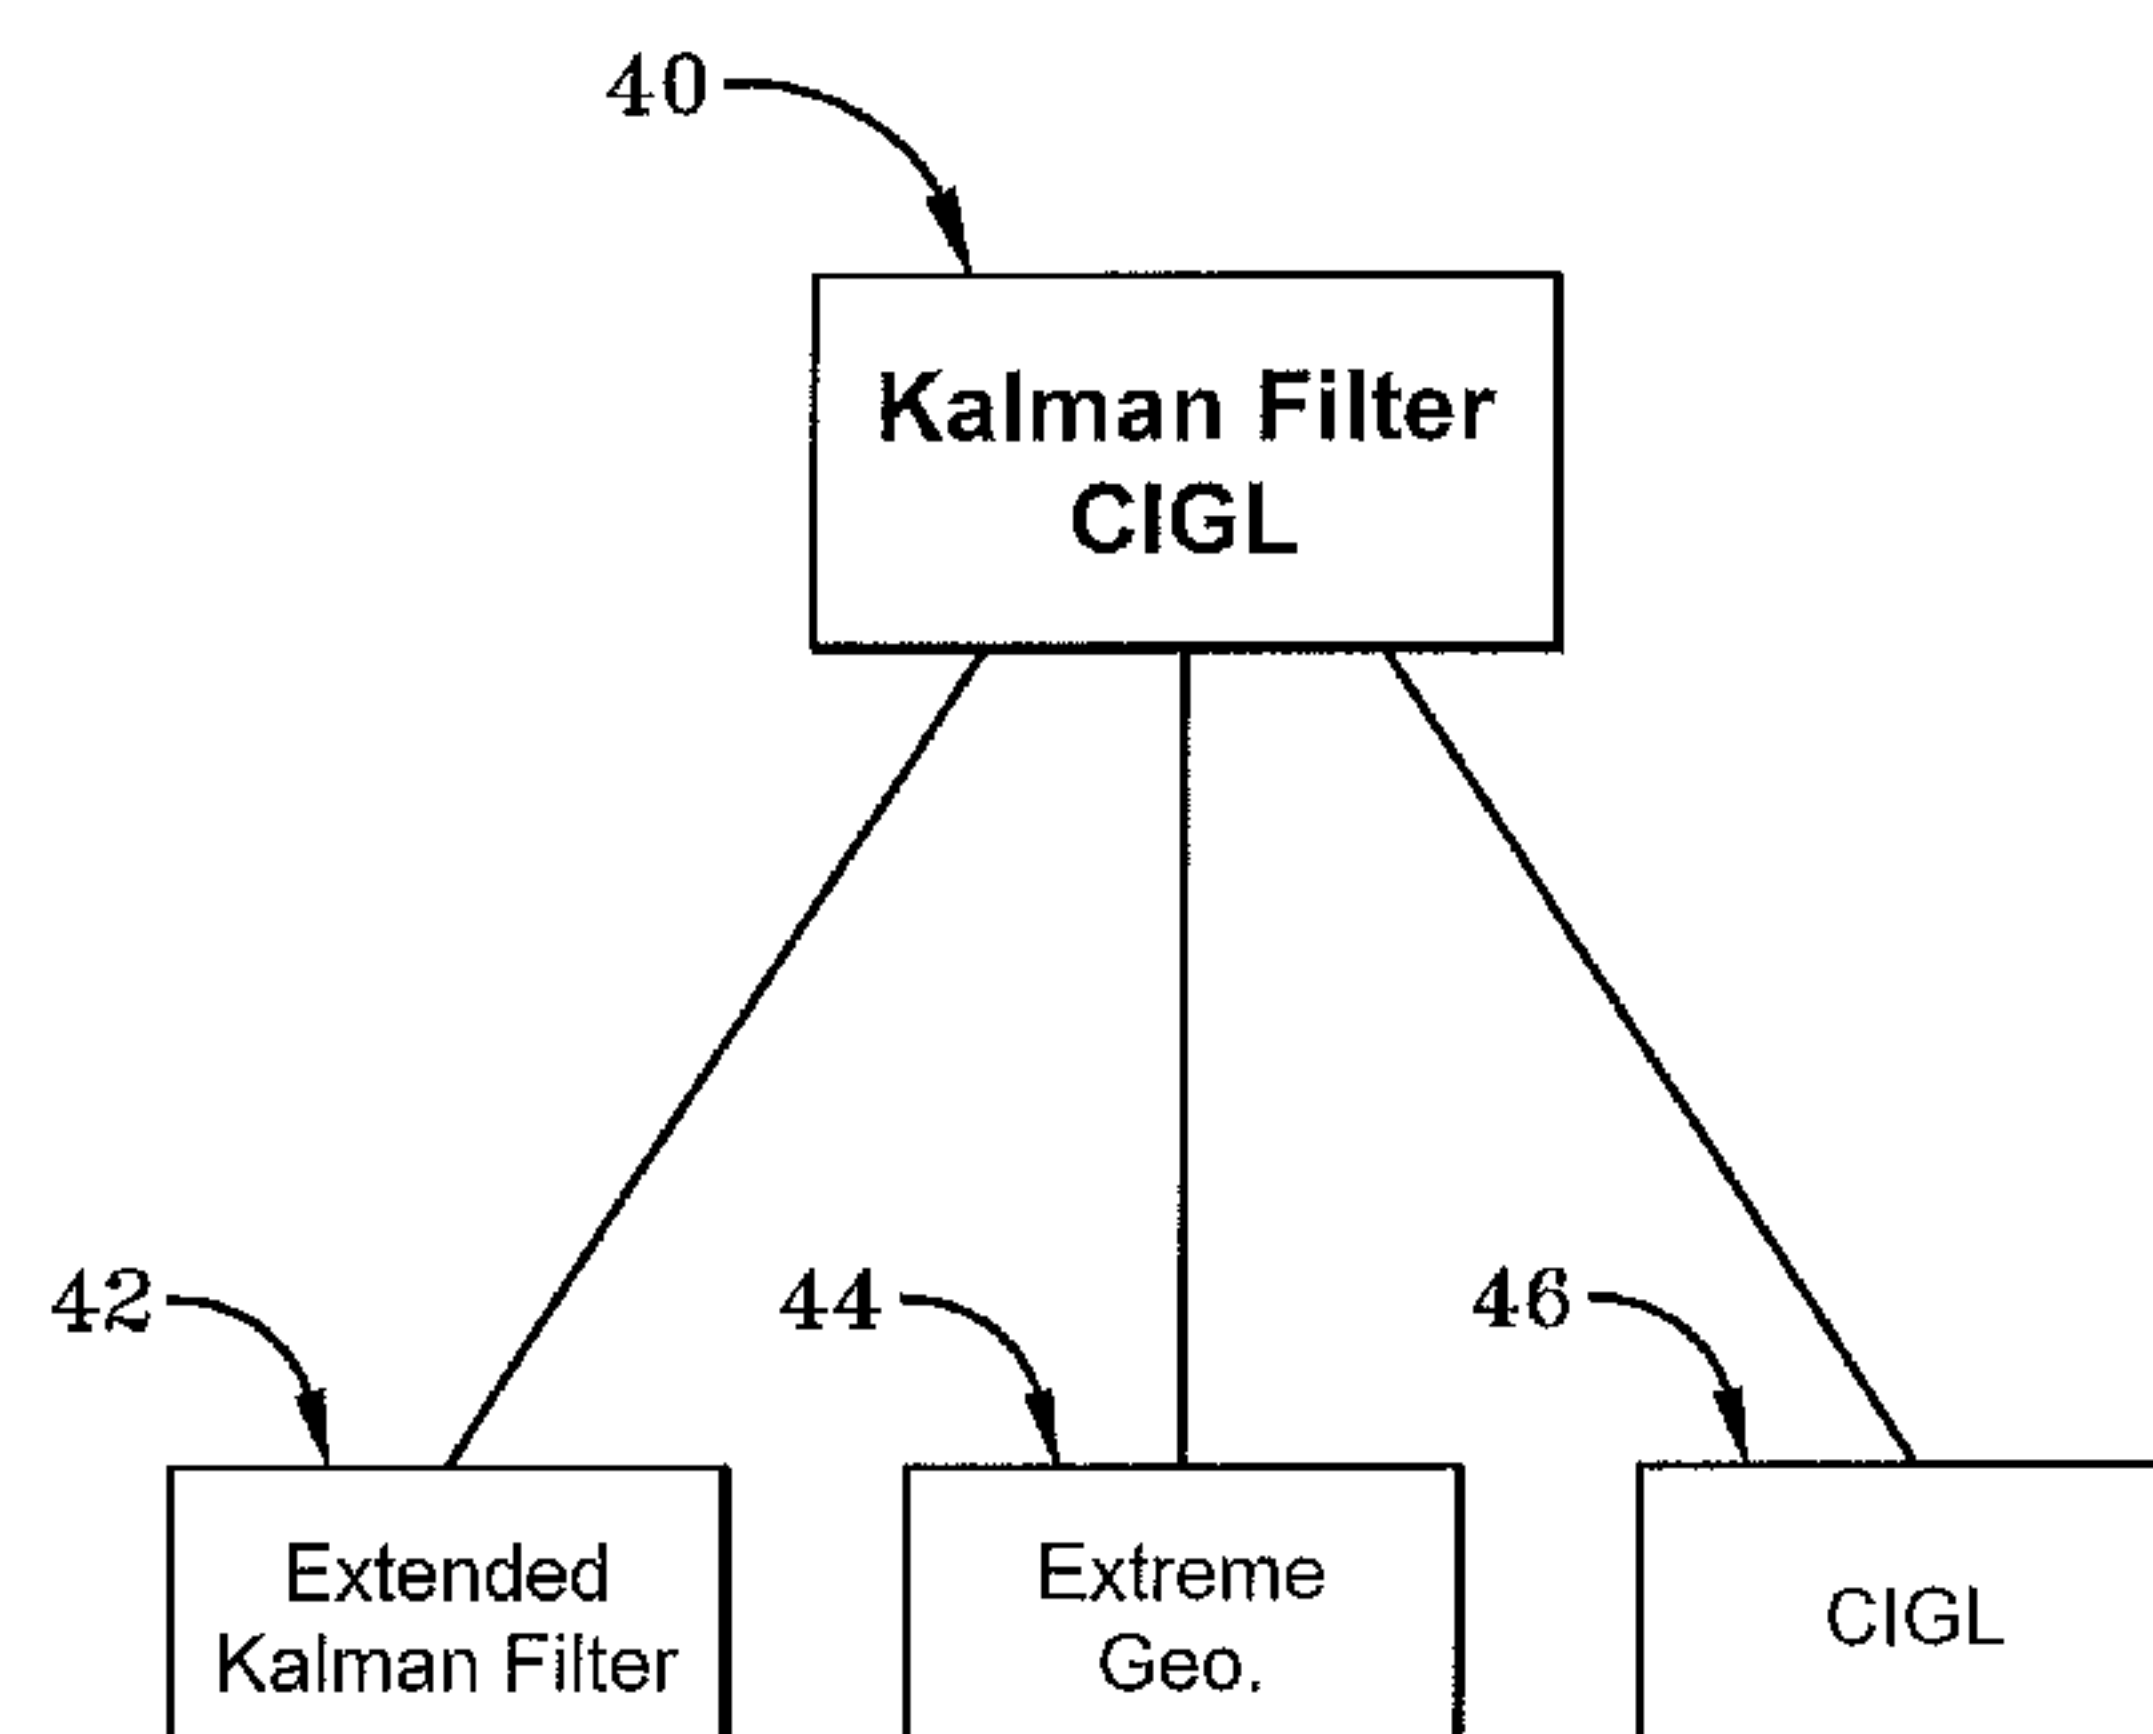 40
Kalman Filter
CIGL
42
44
46
Extended
Kalman Filter
Extreme
Geo.
CIGL